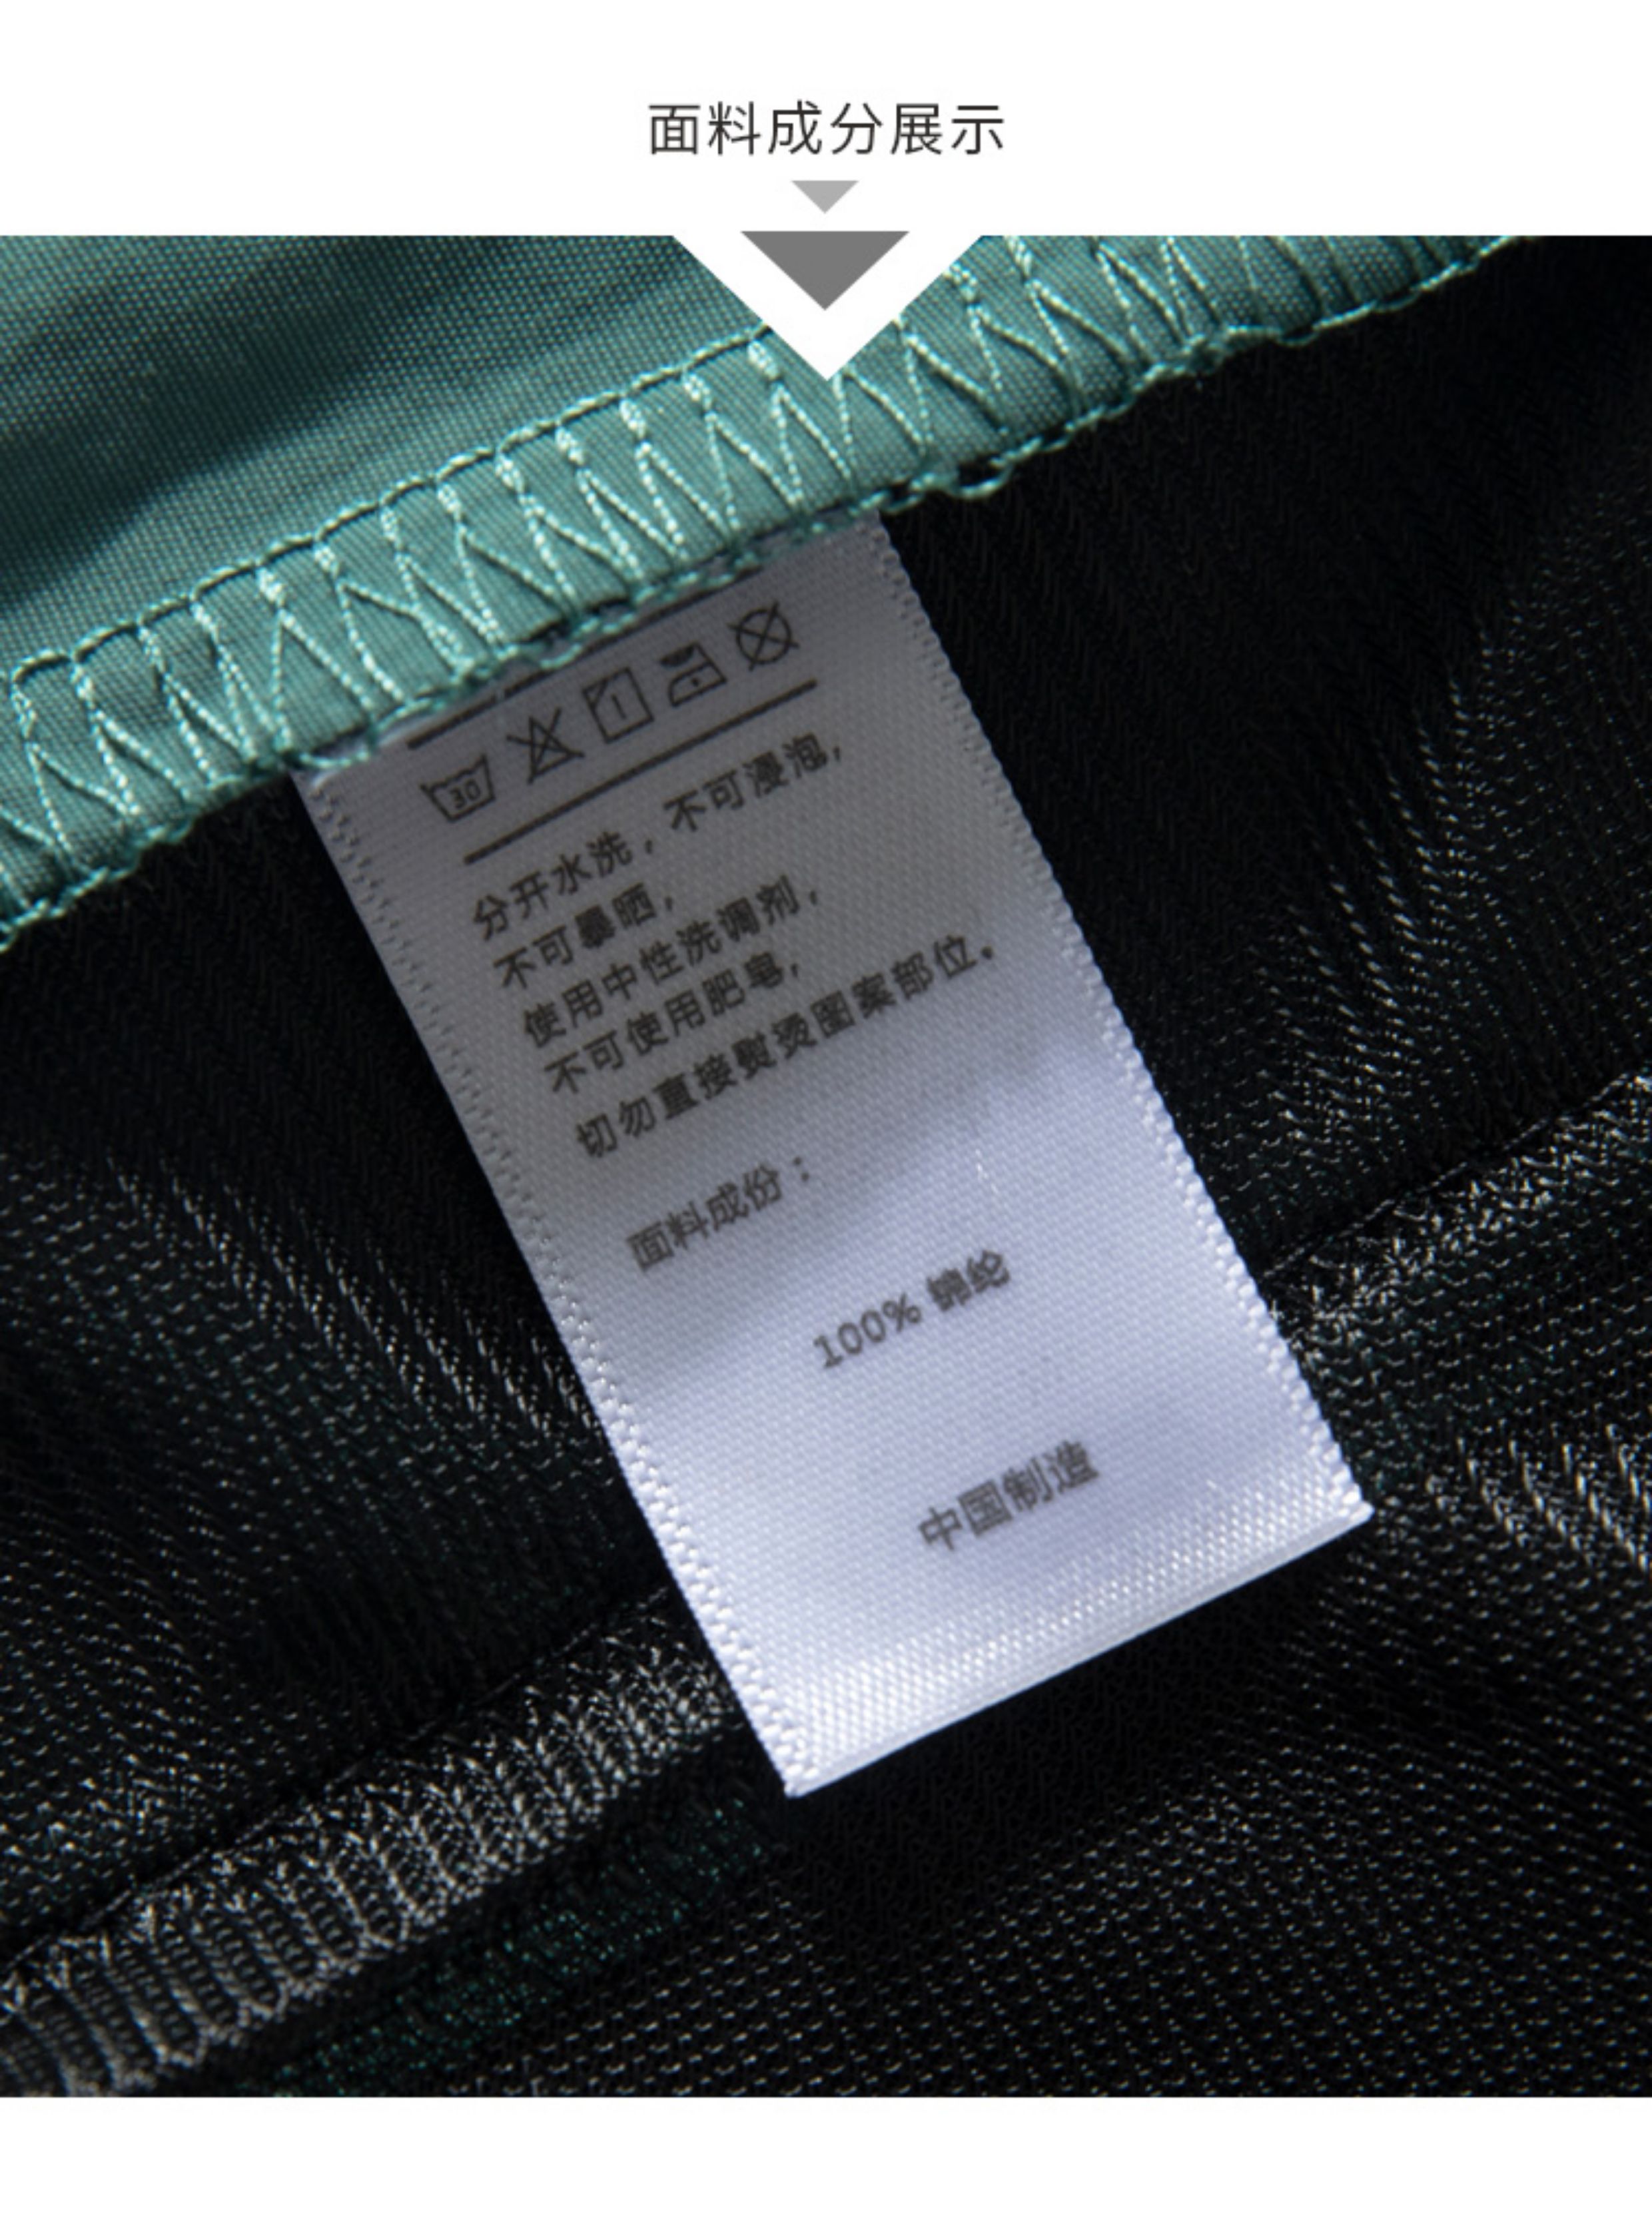 面料成分展示
30
分开水洗，不可浸泡，
不可暴晒，
使用中性洗调剂，
不可使用肥皂，
切勿直接熨烫图案部位。
面料成份：
100% 锦纶
中国制造